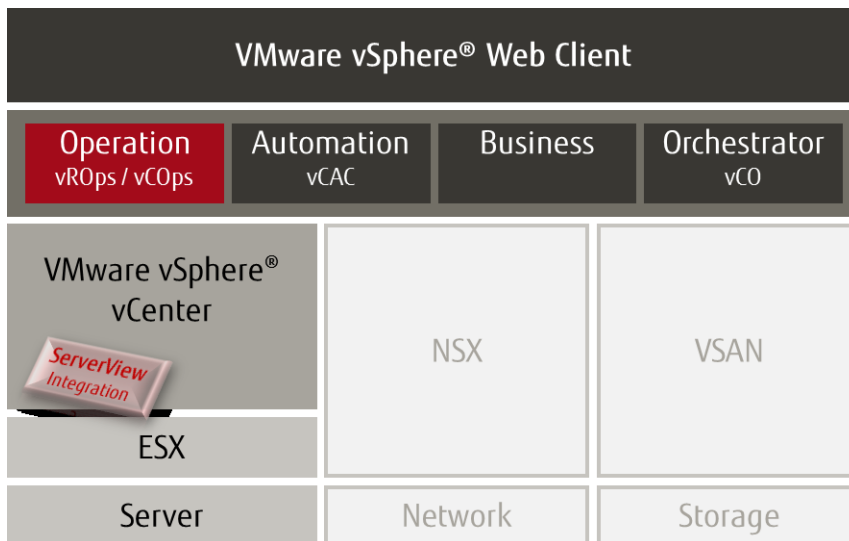 VMware vSphere® Web Client
Operation
vROps / vCOps
Automation
vCAC
Business
Orchestrator
vCO
VMware vSphere®
vCenter
ServerView
Integration
NSX
VSAN
ESX
Server
Network
Storage